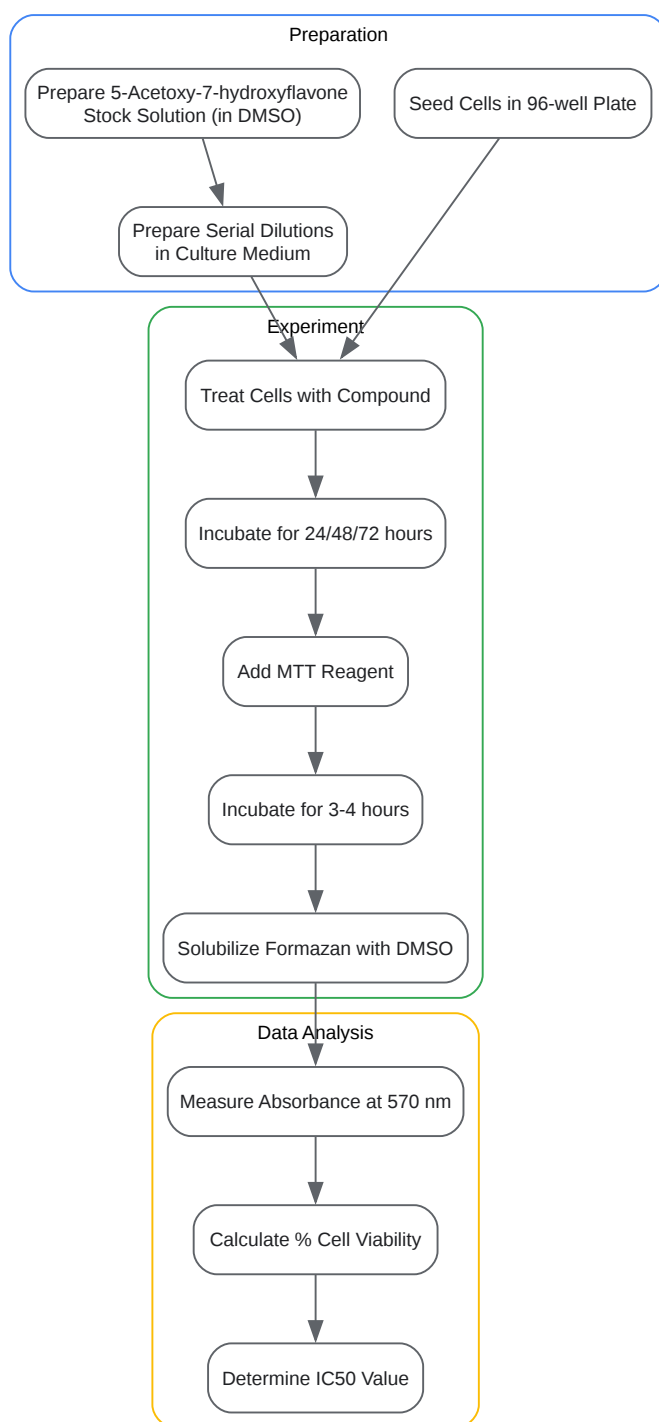 Preparation
Prepare 5-Acetoxy-7-hydroxyflavone
Stock Solution (in DMSO)
Seed Cells in 96-well Plate
Prepare Serial Dilutions
in Culture Medium
Experiment
Treat Cells with Compound
Incubate for 24/48/72 hours
Add MTT Reagent
Incubate for 3-4 hours
Solubilize Formazan with DMSO
Data Analysis
Measure Absorbance at 570 nm
Calculate % Cell Viability
Determine IC50 Value